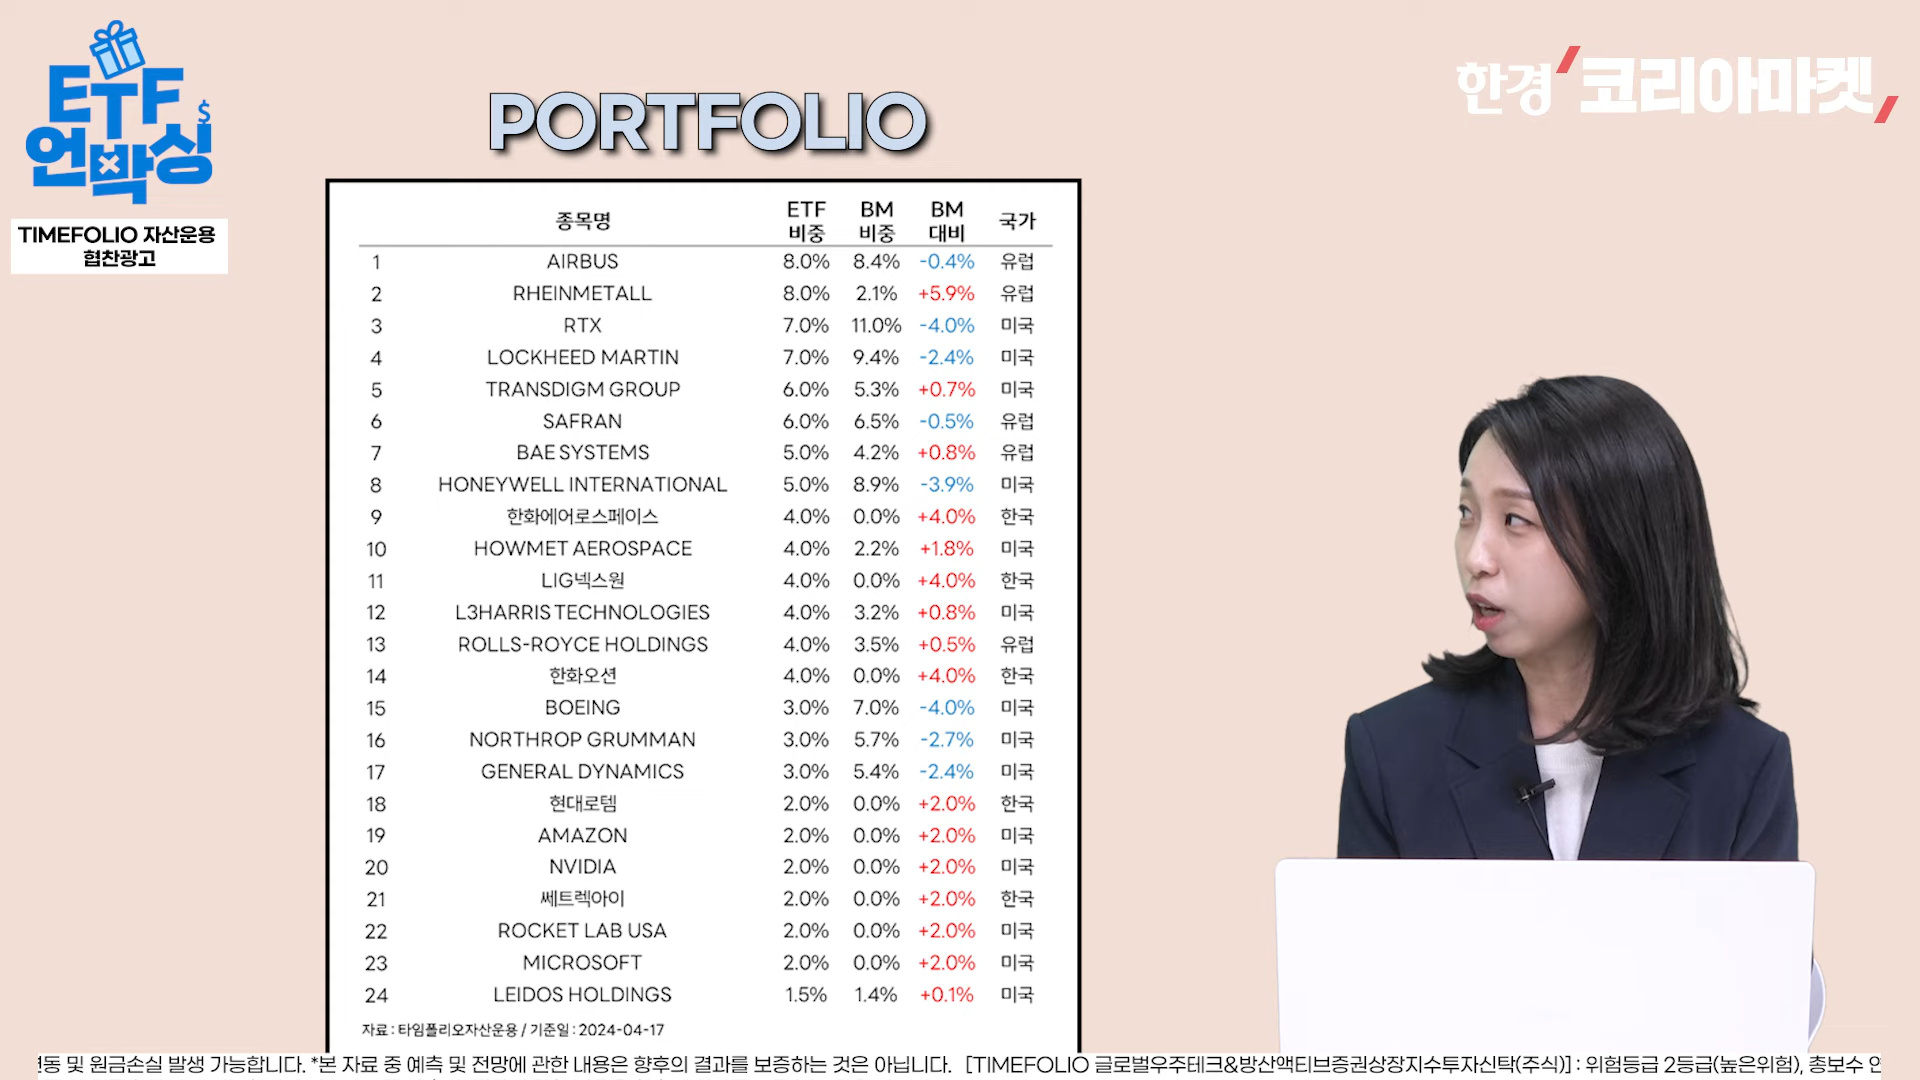 ETF
언박싱
$
TIMEFOLIO 자산운용
협찬광고
한경 '코리아마켓,
PORTFOLIO
종목명 ETF 비중 BM 비중 BM 대비 국가
1 AIRBUS 8.0% 8.4% -0.4% 유럽
2 RHEINMETALL 8.0% 2.1% +5.9% 유럽
3 RTX 7.0% 11.0% -4.0% 미국
4 LOCKHEED MARTIN 7.0% 9.4% -2.4% 미국
5 TRANSDIGM GROUP 6.0% 5.3% +0.7% 미국
6 SAFRAN 6.0% 6.5% -0.5% 유럽
7 BAE SYSTEMS 5.0% 4.2% +0.8% 유럽
8 HONEYWELL INTERNATIONAL 5.0% 8.9% -3.9% 미국
9 한화에어로스페이스 4.0% 0.0% +4.0% 한국
10 HOWMET AEROSPACE 4.0% 2.2% +1.8% 미국
11 LIG넥스원 4.0% 0.0% +4.0% 한국
12 L3HARRIS TECHNOLOGIES 4.0% 3.2% +0.8% 미국
13 ROLLS-ROYCE HOLDINGS 4.0% 3.5% +0.5% 유럽
14 한화오션 4.0% 0.0% +4.0% 한국
15 BOEING 3.0% 7.0% -4.0% 미국
16 NORTHROP GRUMMAN 3.0% 5.7% -2.7% 미국
17 GENERAL DYNAMICS 3.0% 5.4% -2.4% 미국
18 현대로템 2.0% 0.0% +2.0% 한국
19 AMAZON 2.0% 0.0% +2.0% 미국
20 NVIDIA 2.0% 0.0% +2.0% 미국
21 쎄트렉아이 2.0% 0.0% +2.0% 한국
22 ROCKET LAB USA 2.0% 0.0% +2.0% 미국
23 MICROSOFT 2.0% 0.0% +2.0% 미국
24 LEIDOS HOLDINGS 1.5% 1.4% +0.1% 미국
자료 : 타임폴리오자산운용 / 기준일 : 2024-04-17
및 원금손실 발생 가능합니다. *본 자료 중 예측 및 전망에 관한 내용은 향후의 결과를 보증하는 것은 아닙니다. [TIMEFOLIO 글로벌우주테크&방산액티브증권상장지수투자신탁(주식)] : 위험등급 2등급(높은위험), 총보수